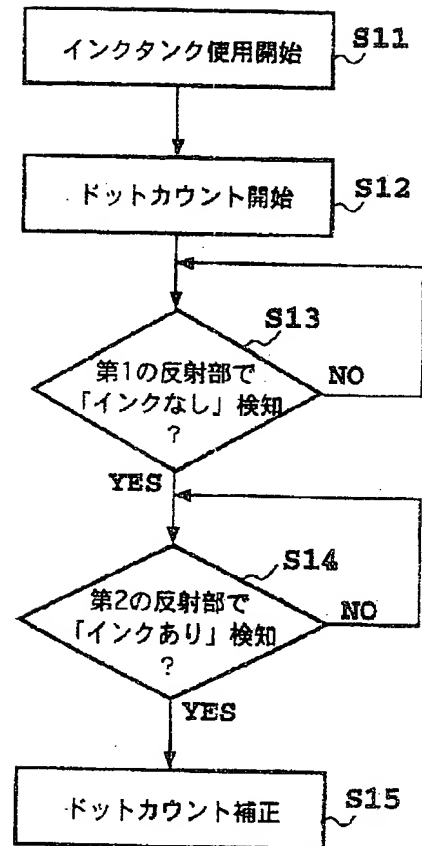 インクタンク使用開始
S11
ドットカウント開始
S12
S13
第1の反射部で
「インクなし」検知
?
NO
YES
S14
第2の反射部で
「インクあり」検知
?
NO
YES
ドットカウント補正
S15